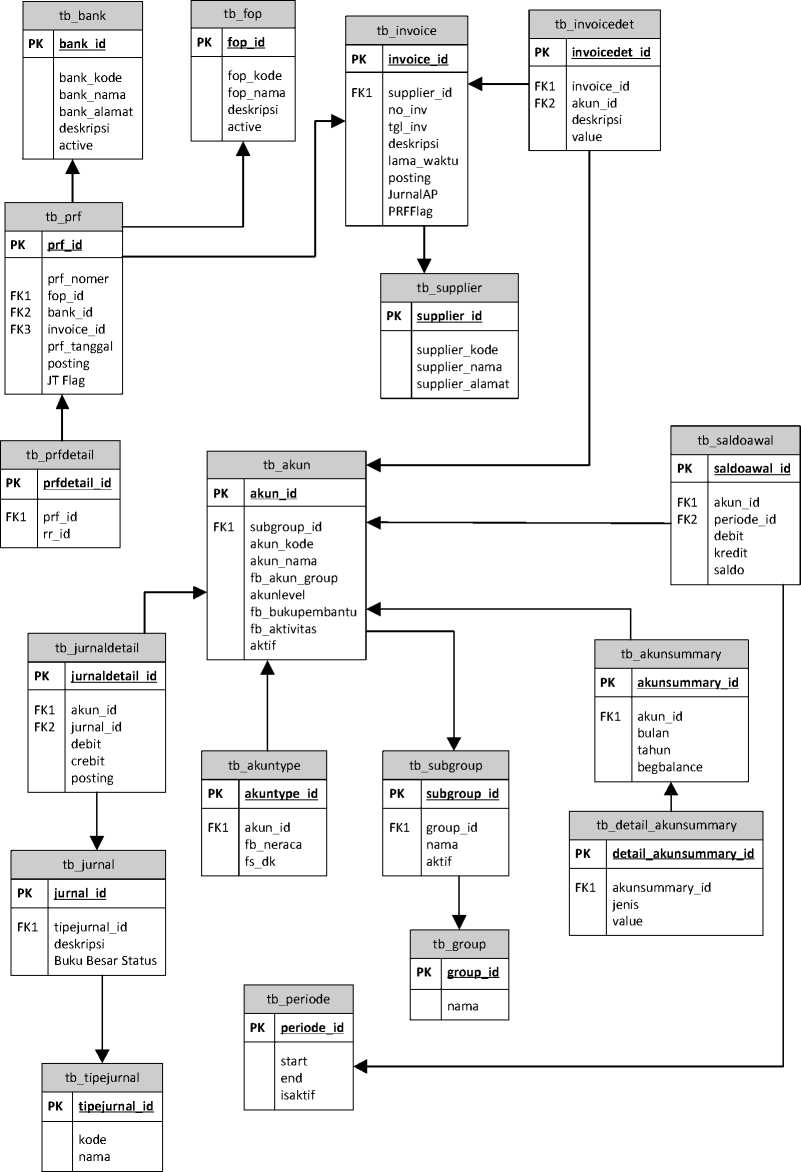 tb_bank
PK bank_id
bank_kode
bank_nama
bank_alamat
deskripsi
active
tb_fop
PK fop_id
fop_kode
fop_nama
deskripsi
active
tb_invoice
PK invoice_id
FK1 supplier_id
no_inv
tgl_inv
deskripsi
lama_waktu
posting
JurnalAP
PRFFlag
tb_invoicedet
PK invoicedet_id
FK1 invoice_id
FK2 akun_id
deskripsi
value
tb_prf
PK prf_id
prf_nomer
FK1 fop_id
FK2 bank_id
FK3 invoice_id
prf_tanggal
posting
JT Flag
tb_supplier
PK supplier_id
supplier_kode
supplier_nama
supplier_alamat
tb_prfdetail
PK prfdetail_id
FK1 prf_id
rr_id
tb_akun
PK akun_id
FK1 subgroup_id
akun_kode
akun_nama
fb_akun_group
akunlevel
fb_bukupembantu
fb_aktivitas
aktif
tb_saldoawal
PK saldoawal_id
FK1 akun_id
FK2 periode_id
debit
kredit
saldo
tb_jurnaldetail
PK jurnaldetail_id
FK1 akun_id
FK2 jurnal_id
debit
crebit
posting
tb_akunsummary
PK akunsummary_id
FK1 akun_id
bulan
tahun
begbalance
tb_akuntype
PK akuntype_id
FK1 akun_id
fb_neraca
fs_dk
tb_subgroup
PK subgroup_id
FK1 group_id
nama
aktif
tb_detail_akunsummary
PK detail_akunsummary_id
FK1 akunsummary_id
jenis
value
tb_jurnal
PK jurnal_id
FK1 tipejurnal_id
deskripsi
Buku Besar Status
tb_group
PK group_id
nama
tb_periode
PK periode_id
start
end
isaktif
tb_tipejurnal
PK tipejurnal_id
kode
nama